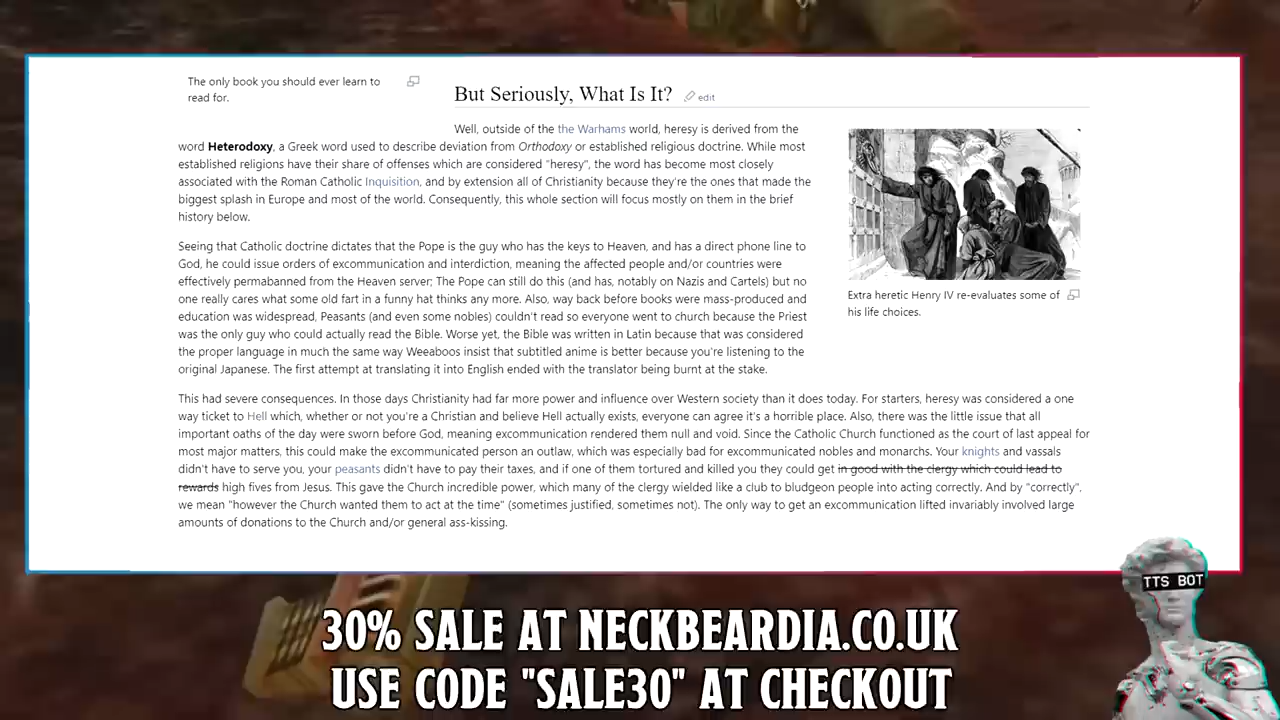 The only book you should ever learn to
read for.
But Seriously, What Is It? edit
Well, outside of the the Warhams world, heresy is derived from the
word Heterodoxy, a Greek word used to describe deviation from Orthodoxy or established religious doctrine. While most
established religions have their share of offenses which are considered "heresy", the word has become most closely
associated with the Roman Catholic Inquisition, and by extension all of Christianity because they're the ones that made the
biggest splash in Europe and most of the world. Consequently, this whole section will focus mostly on them in the brief
history below.
Extra heretic Henry IV re-evaluates some of
his life choices.
Seeing that Catholic doctrine dictates that the Pope is the guy who has the keys to Heaven, and has a direct phone line to
God, he could issue orders of excommunication and interdiction, meaning the affected people and/or countries were
effectively permabanned from the Heaven server; The Pope can still do this (and has, notably on Nazis and Cartels) but no
one really cares what some old fart in a funny hat thinks any more. Also, way back before books were mass-produced and
education was widespread, Peasants (and even some nobles) couldn't read so everyone went to church because the Priest
was the only guy who could actually read the Bible. Worse yet, the Bible was written in Latin because that was considered
the proper language in much the same way Weeaboos insist that subtitled anime is better because you're listening to the
original Japanese. The first attempt at translating it into English ended with the translator being burnt at the stake.
This had severe consequences. In those days Christianity had far more power and influence over Western society than it does today. For starters, heresy was considered a one
way ticket to Hell which, whether or not you're a Christian and believe Hell actually exists, everyone can agree it's a horrible place. Also, there was the little issue that all
important oaths of the day were sworn before God, meaning excommunication rendered them null and void. Since the Catholic Church functioned as the court of last appeal for
most major matters, this could make the excommunicated person an outlaw, which was especially bad for excommunicated nobles and monarchs. Your knights and vassals
didn't have to serve you, your peasants didn't have to pay their taxes, and if one of them tortured and killed you they could get in good with the clergy which could lead to
rewards high fives from Jesus. This gave the Church incredible power, which many of the clergy wielded like a club to bludgeon people into acting correctly. And by "correctly",
we mean "however the Church wanted them to act at the time" (sometimes justified, sometimes not). The only way to get an excommunication lifted invariably involved large
amounts of donations to the Church and/or general ass-kissing.
TTS BOT
30% SALE AT NECKBEARDIA.CO.UK
USE CODE "SALE30" AT CHECKOUT